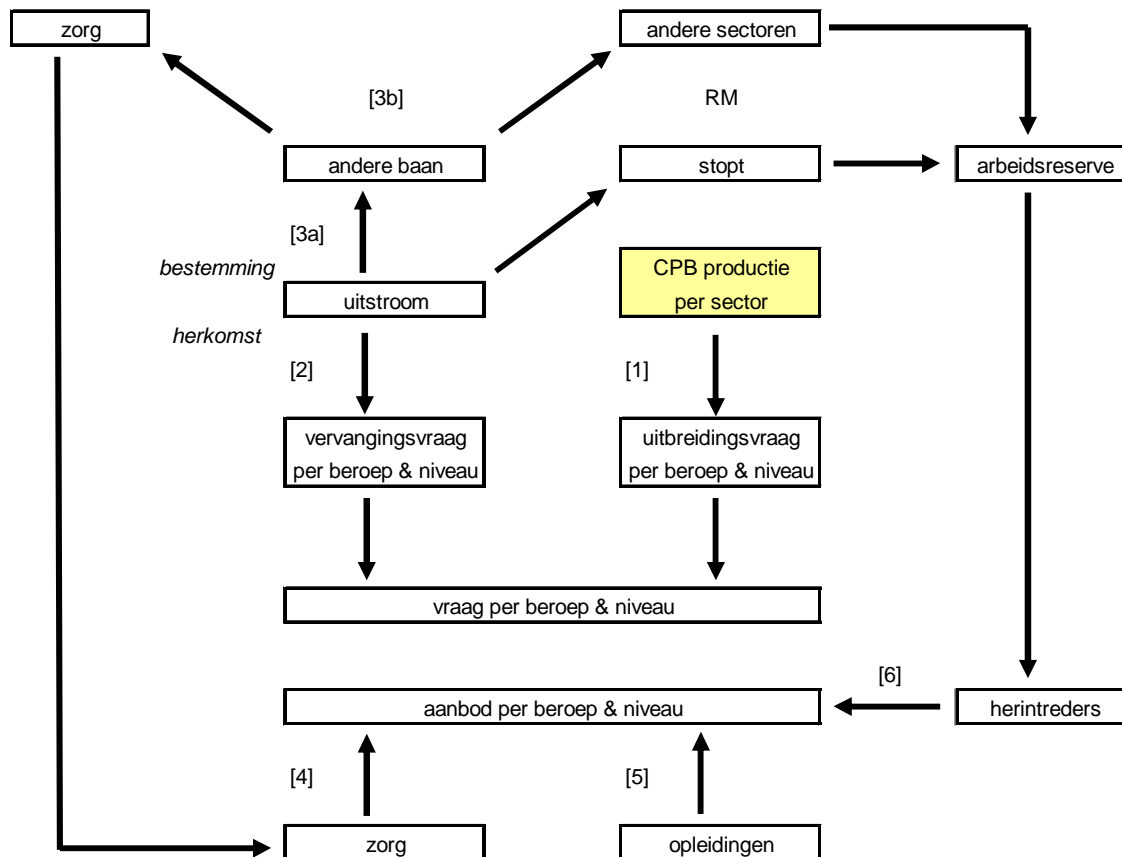 zorg
andere sectoren
[3b]
RM
andere baan
stopt
arbeidsreserve
[3a]
bestemming
CPB productie
per sector
uitstroom
herkomst
[2]
[1]
vervangingsvraag
per beroep & niveau
uitbreidingsvraag
per beroep & niveau
vraag per beroep & niveau
[6]
aanbod per beroep & niveau
herintreders
[4]
[5]
zorg
opleidingen